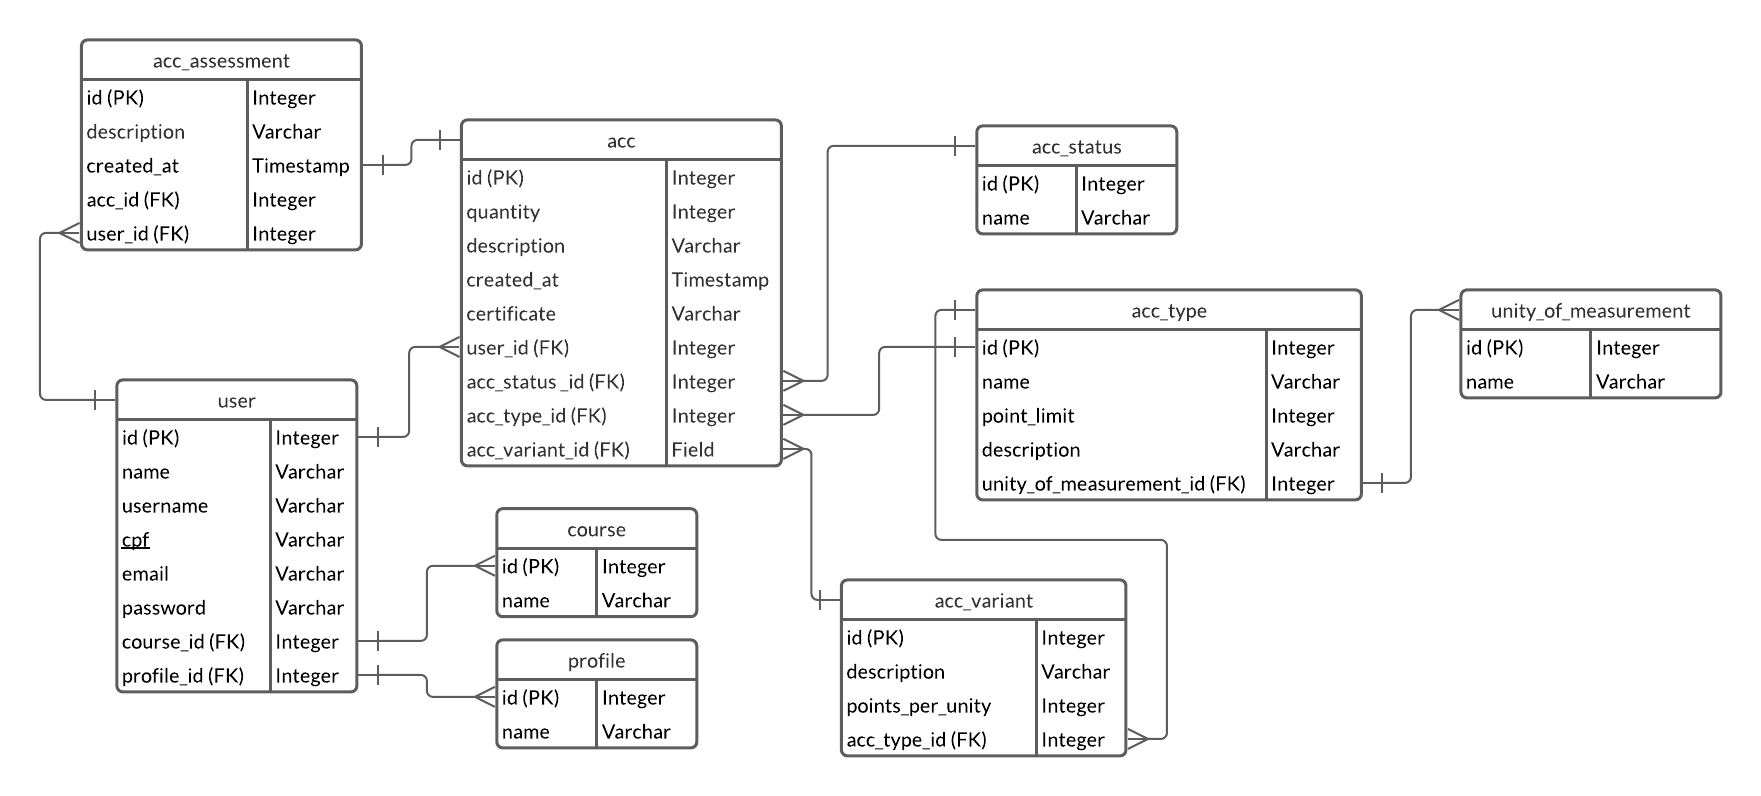 acc_assessment
id (PK) Integer
description Varchar
created_at Timestamp
acc_id (FK) Integer
user_id (FK) Integer
acc
id (PK) Integer
quantity Integer
description Varchar
created_at Timestamp
certificate Varchar
user_id (FK) Integer
acc_status _id (FK) Integer
acc_type_id (FK) Integer
acc_variant_id (FK) Field
acc_status
id (PK) Integer
name Varchar
acc_type
id (PK) Integer
name Varchar
point_limit Integer
description Varchar
unity_of_measurement_id (FK) Integer
unity_of_measurement
id (PK) Integer
name Varchar
user
id (PK) Integer
name Varchar
username Varchar
cpf Varchar
email Varchar
password Varchar
course_id (FK) Integer
profile_id (FK) Integer
course
id (PK) Integer
name Varchar
profile
id (PK) Integer
name Varchar
acc_variant
id (PK) Integer
description Varchar
points_per_unity Integer
acc_type_id (FK) Integer